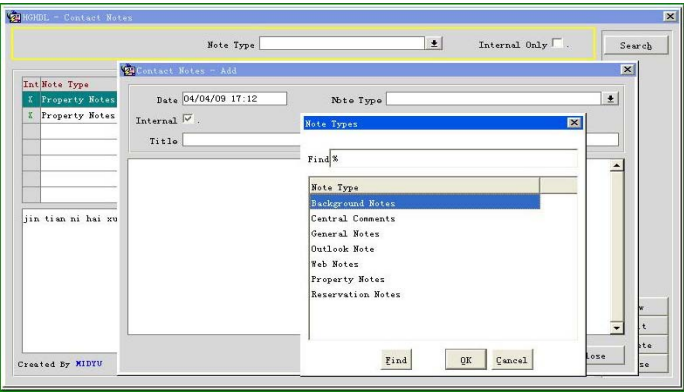 HGHDL - Contact Notes
Note Type
Internal Only .
Search
Contact Notes - Add
Int Note Type
X Property Notes
X Property Notes
Date 04/04/09 17:12
Note Type
Internal .
Title
Note Types
Find %
Note Type
Background Notes
Central Comments
General Notes
Outlook Note
Web Notes
Property Notes
Reservation Notes
jin tian ni hai xu
Find
OK
Cancel
lose
w
t
ete
se
Created By MIDYU